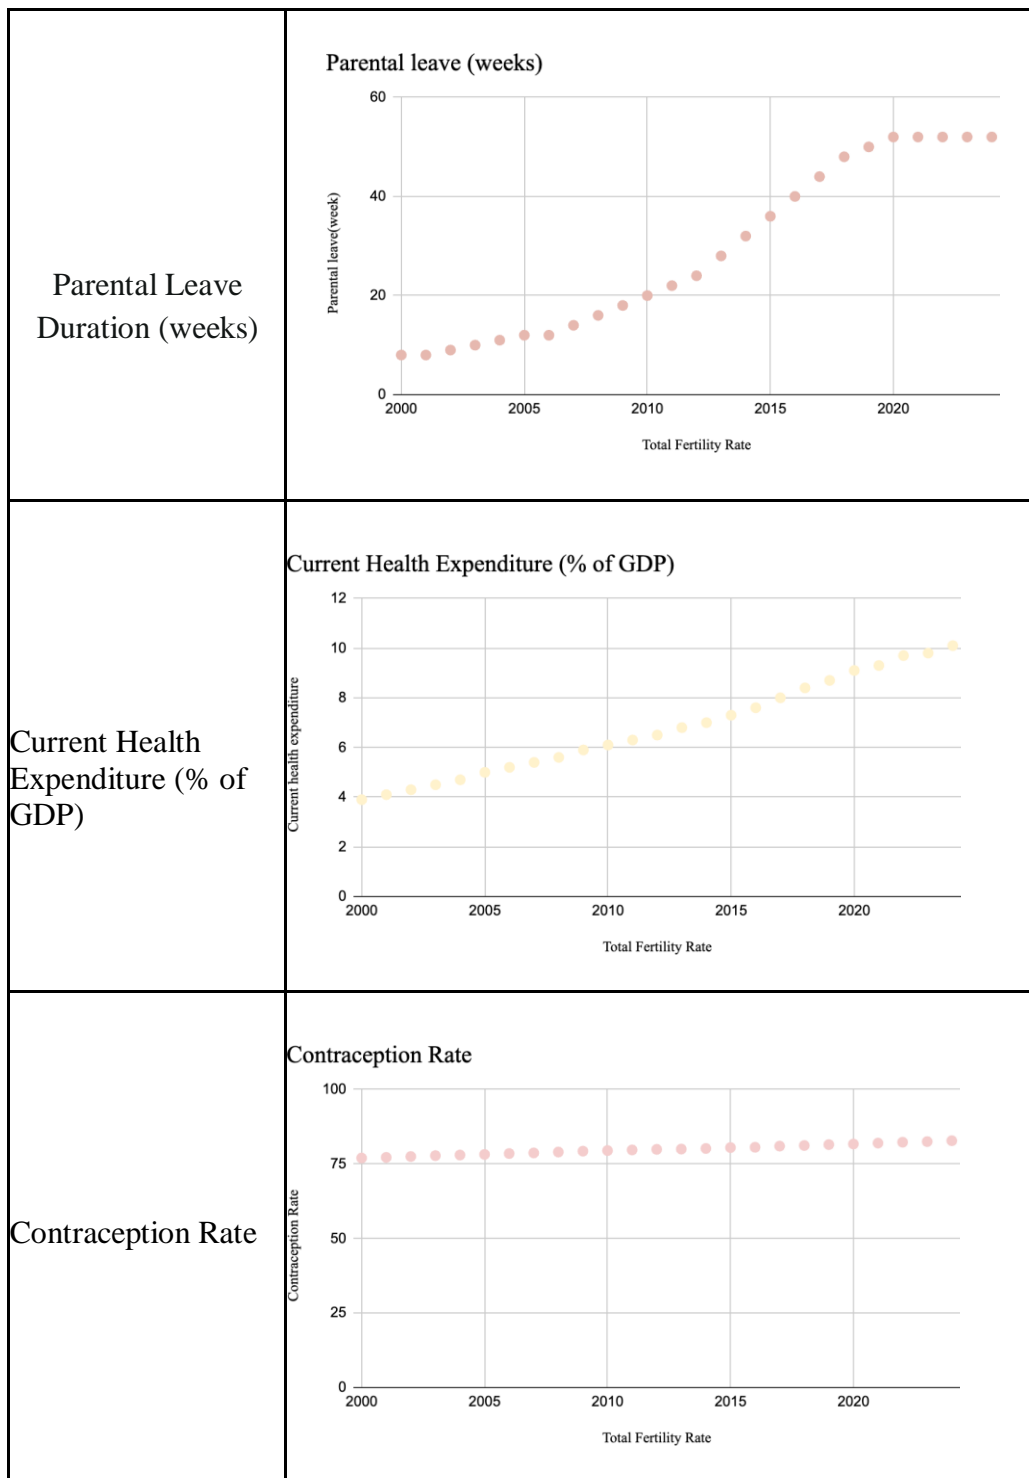 Parental Leave
Duration (weeks)
Parental leave (weeks)
60
40
20
0
Parental leave(week)
2000 2005 2010 2015 2020
Total Fertility Rate
Current Health
Expenditure (% of
GDP)
Current Health Expenditure (% of GDP)
12
10
8
6
4
2
0
Current health expenditure
2000 2005 2010 2015 2020
Total Fertility Rate
Contraception Rate
Contraception Rate
100
75
50
25
0
Contraception Rate
2000 2005 2010 2015 2020
Total Fertility Rate